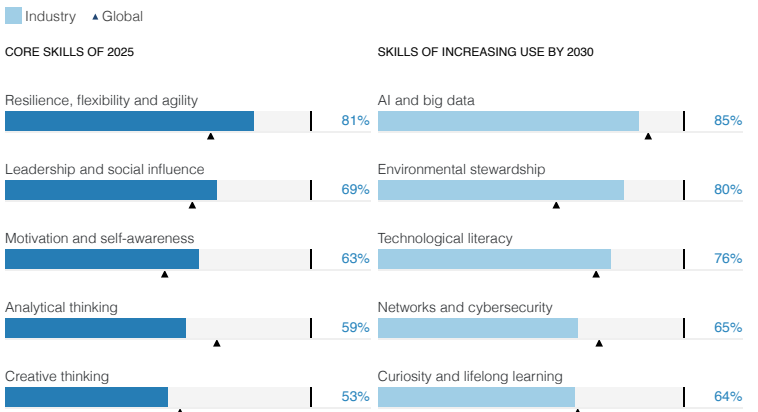 Industry Global
CORE SKILLS OF 2025
Resilience, flexibility and agility
81%
Leadership and social influence
69%
Motivation and self-awareness
63%
Analytical thinking
59%
Creative thinking
53%
SKILLS OF INCREASING USE BY 2030
AI and big data
85%
Environmental stewardship
80%
Technological literacy
76%
Networks and cybersecurity
65%
Curiosity and lifelong learning
64%